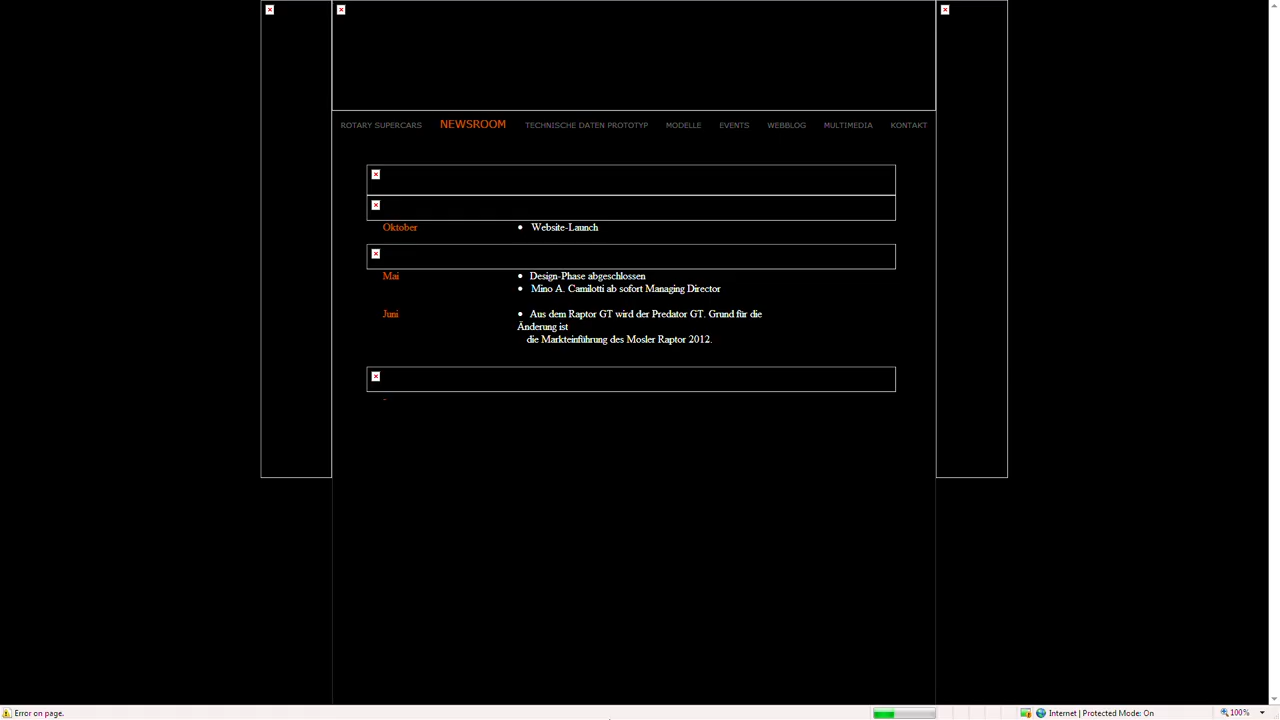 ROTARY SUPERCARS NEWSROOM TECHNISCHE DATEN PROTOTYP MODELLE EVENTS WEBBLOG MULTIMEDIA KONTAKT
Oktober • Website-Launch
Mai • Design-Phase abgeschlossen
• Mino A. Camilotti ab sofort Managing Director
Juni • Aus dem Raptor GT wird der Predator GT. Grund für die
Änderung ist
die Markteinführung des Mosler Raptor 2012.
-
Error on page. Internet | Protected Mode: On 100%